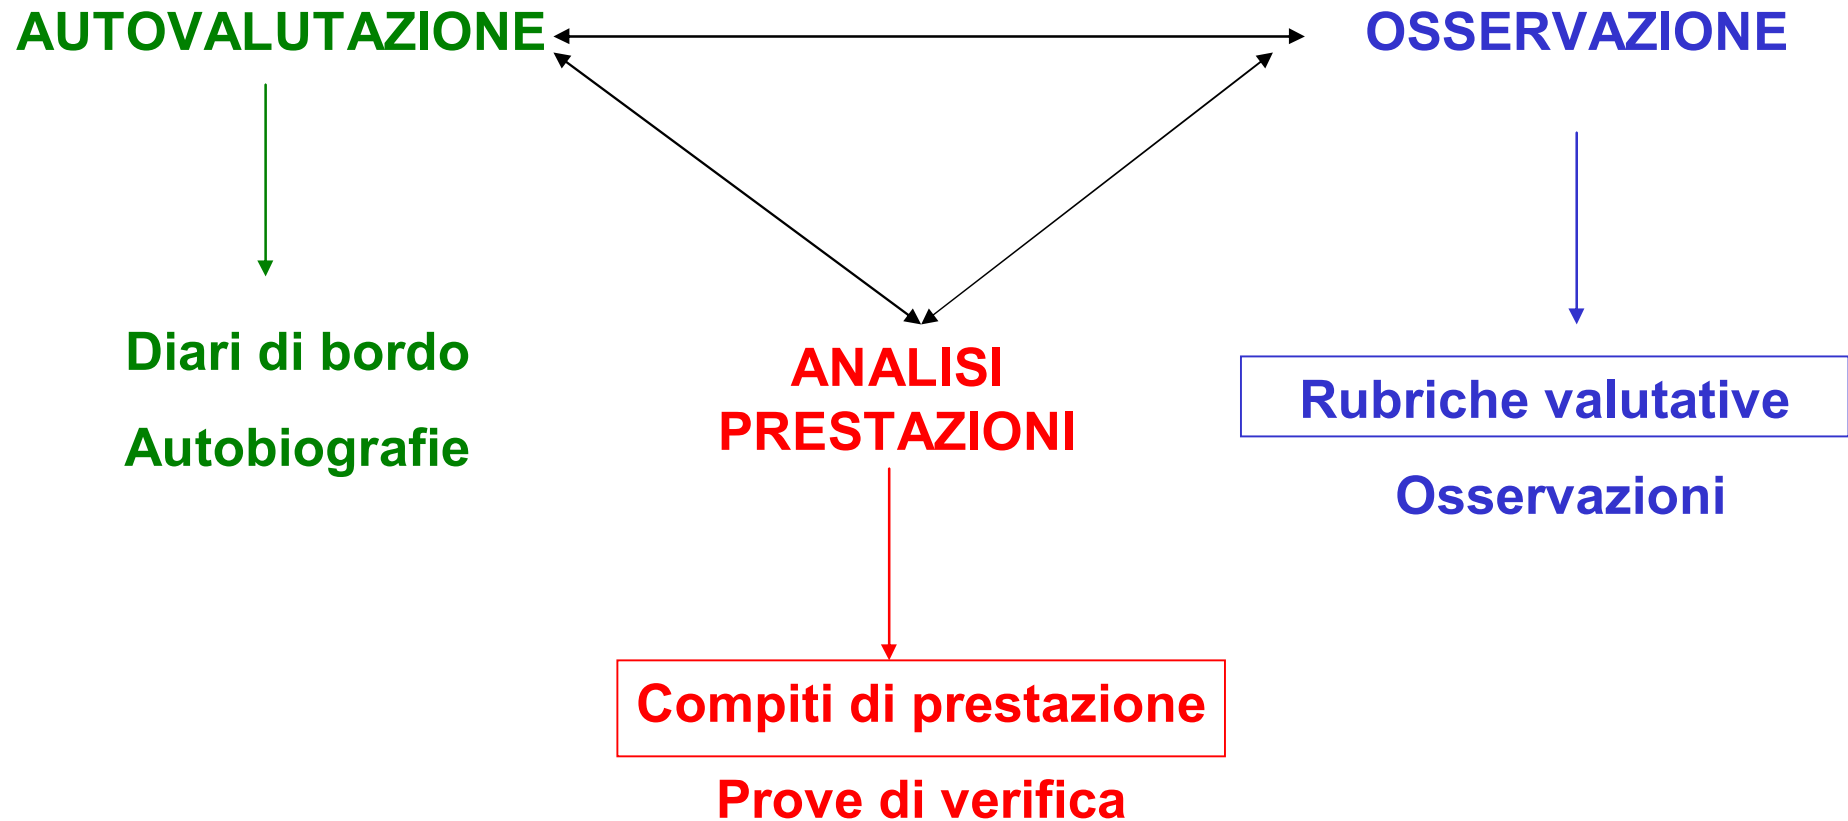 AUTOVALUTAZIONE
OSSERVAZIONE
Diari di bordo
Autobiografie
ANALISI
PRESTAZIONI
Rubriche valutative
Osservazioni
Compiti di prestazione
Prove di verifica